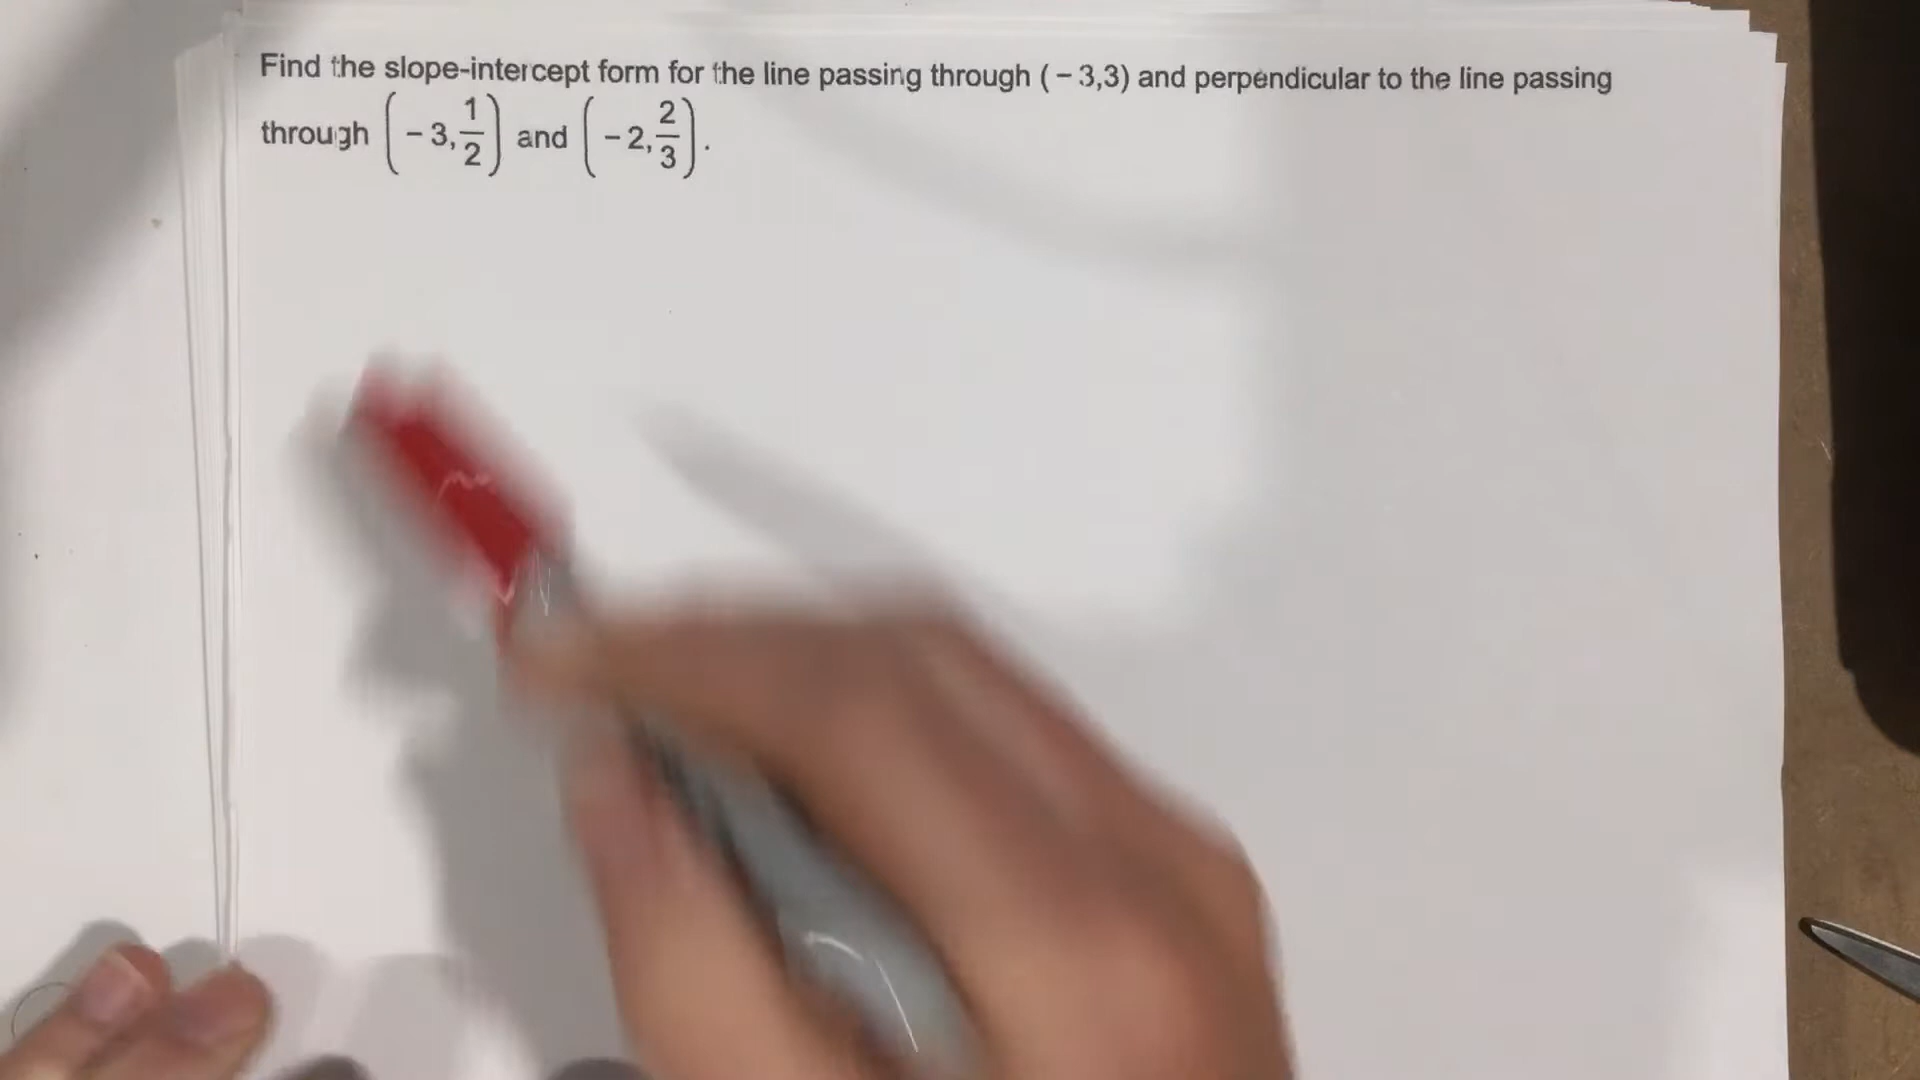 Find the slope-intercept form for the line passing through (-3,3) and perpendicular to the line passing
through (-3, 1/2) and (-2, 2/3).